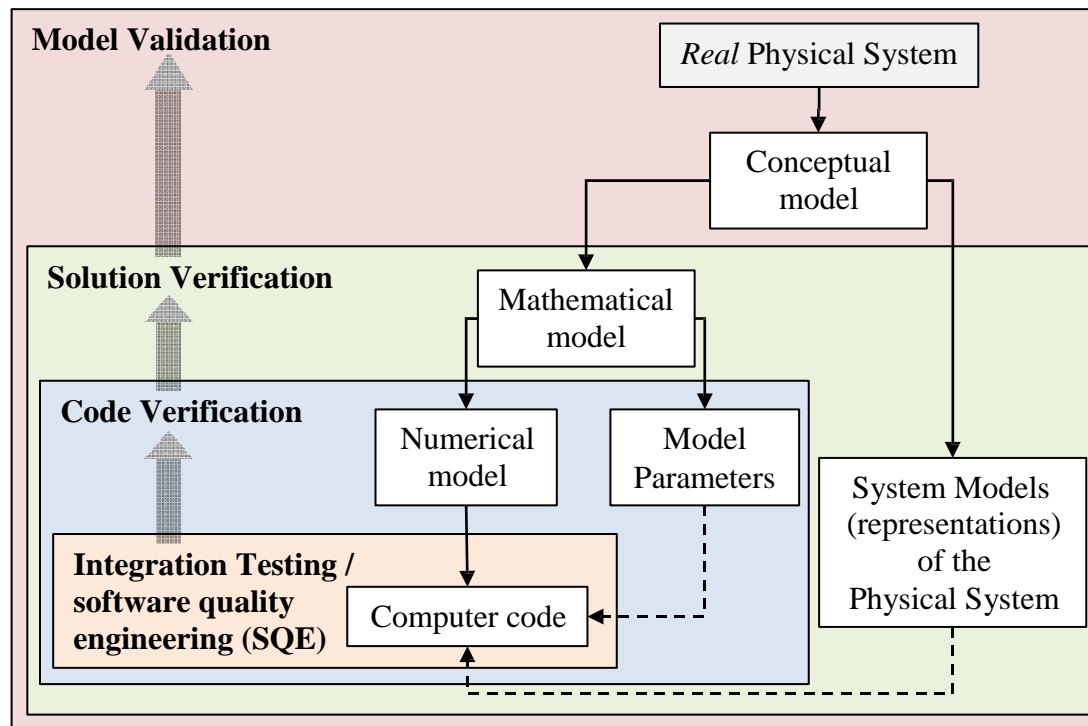 Model Validation
Real Physical System
Conceptual
model
Solution Verification
Mathematical
model
Code Verification
Numerical
model
Model
Parameters
System Models
(representations)
of the
Physical System
Integration Testing /
software quality
engineering (SQE)
Computer code